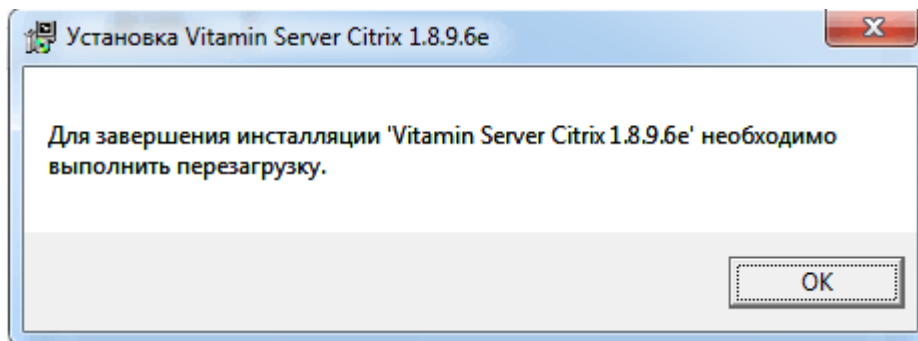 Установка Vitamin Server Citrix 1.8.9.6e
Для завершения инсталляции 'Vitamin Server Citrix 1.8.9.6e' необходимо
выполнить перезагрузку.
OK